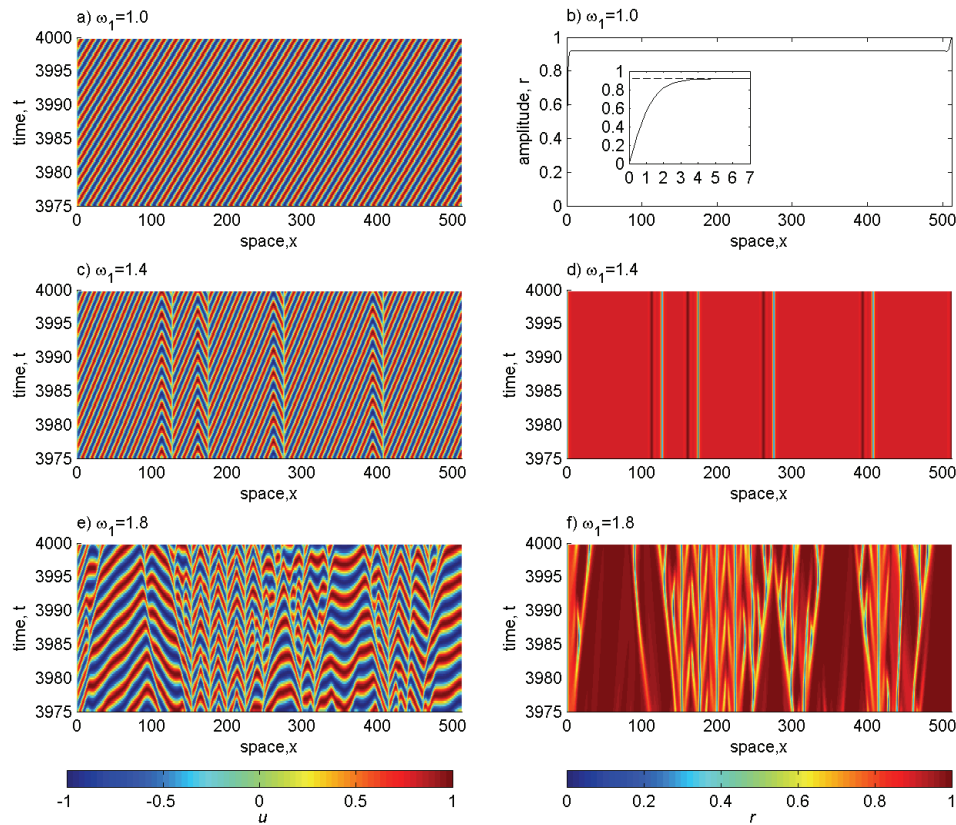 a) ω1=1.0
4000
3995
3990
3985
3980
3975
time, t
0 100 200 300 400 500
space,x
b) ω1=1.0
1
0.8
0.6
0.4
0.2
0
amplitude, r
1
0.8
0.6
0.4
0.2
0
0 1 2 3 4 5 6 7
0 100 200 300 400 500
space,x
c) ω1=1.4
4000
3995
3990
3985
3980
3975
time, t
0 100 200 300 400 500
space,x
d) ω1=1.4
4000
3995
3990
3985
3980
3975
time, t
0 100 200 300 400 500
space,x
e) ω1=1.8
4000
3995
3990
3985
3980
3975
time, t
0 100 200 300 400 500
space,x
f) ω1=1.8
4000
3995
3990
3985
3980
3975
time, t
0 100 200 300 400 500
space,x
-1 -0.5 0 0.5 1
u
0 0.2 0.4 0.6 0.8 1
r